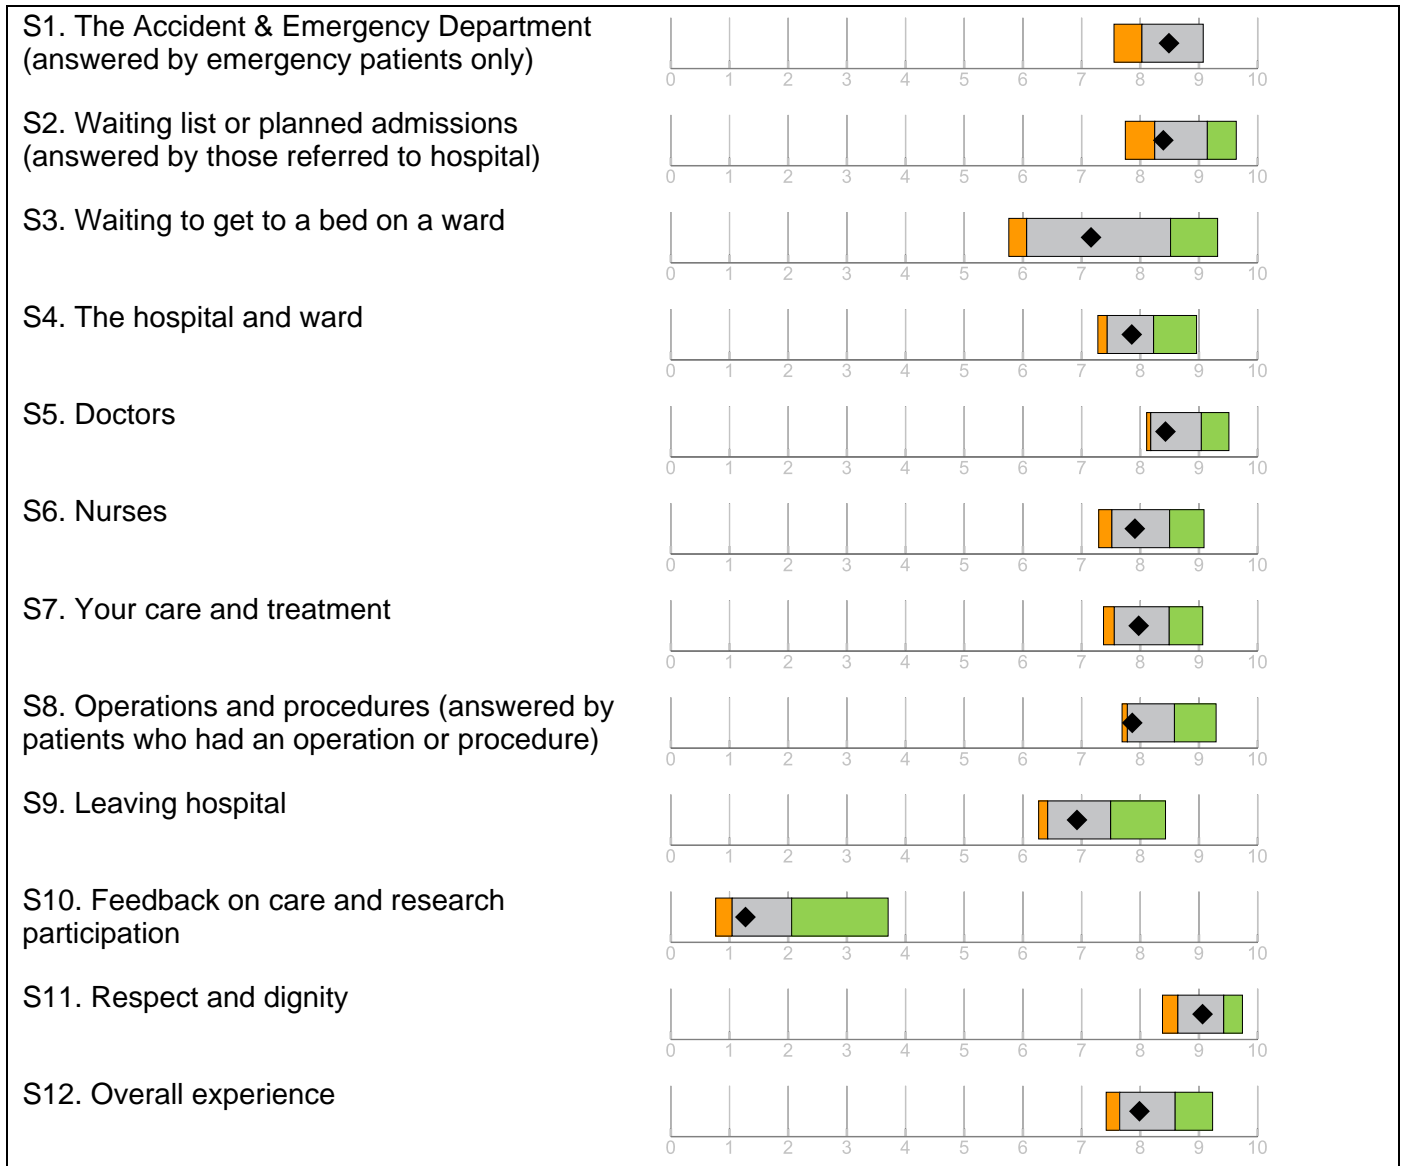 S1. The Accident & Emergency Department
(answered by emergency patients only)
0 1 2 3 4 5 6 7 8 9 10
S2. Waiting list or planned admissions
(answered by those referred to hospital)
0 1 2 3 4 5 6 7 8 9 10
S3. Waiting to get to a bed on a ward
0 1 2 3 4 5 6 7 8 9 10
S4. The hospital and ward
0 1 2 3 4 5 6 7 8 9 10
S5. Doctors
0 1 2 3 4 5 6 7 8 9 10
S6. Nurses
0 1 2 3 4 5 6 7 8 9 10
S7. Your care and treatment
0 1 2 3 4 5 6 7 8 9 10
S8. Operations and procedures (answered by
patients who had an operation or procedure)
0 1 2 3 4 5 6 7 8 9 10
S9. Leaving hospital
0 1 2 3 4 5 6 7 8 9 10
S10. Feedback on care and research
participation
0 1 2 3 4 5 6 7 8 9 10
S11. Respect and dignity
0 1 2 3 4 5 6 7 8 9 10
S12. Overall experience
0 1 2 3 4 5 6 7 8 9 10